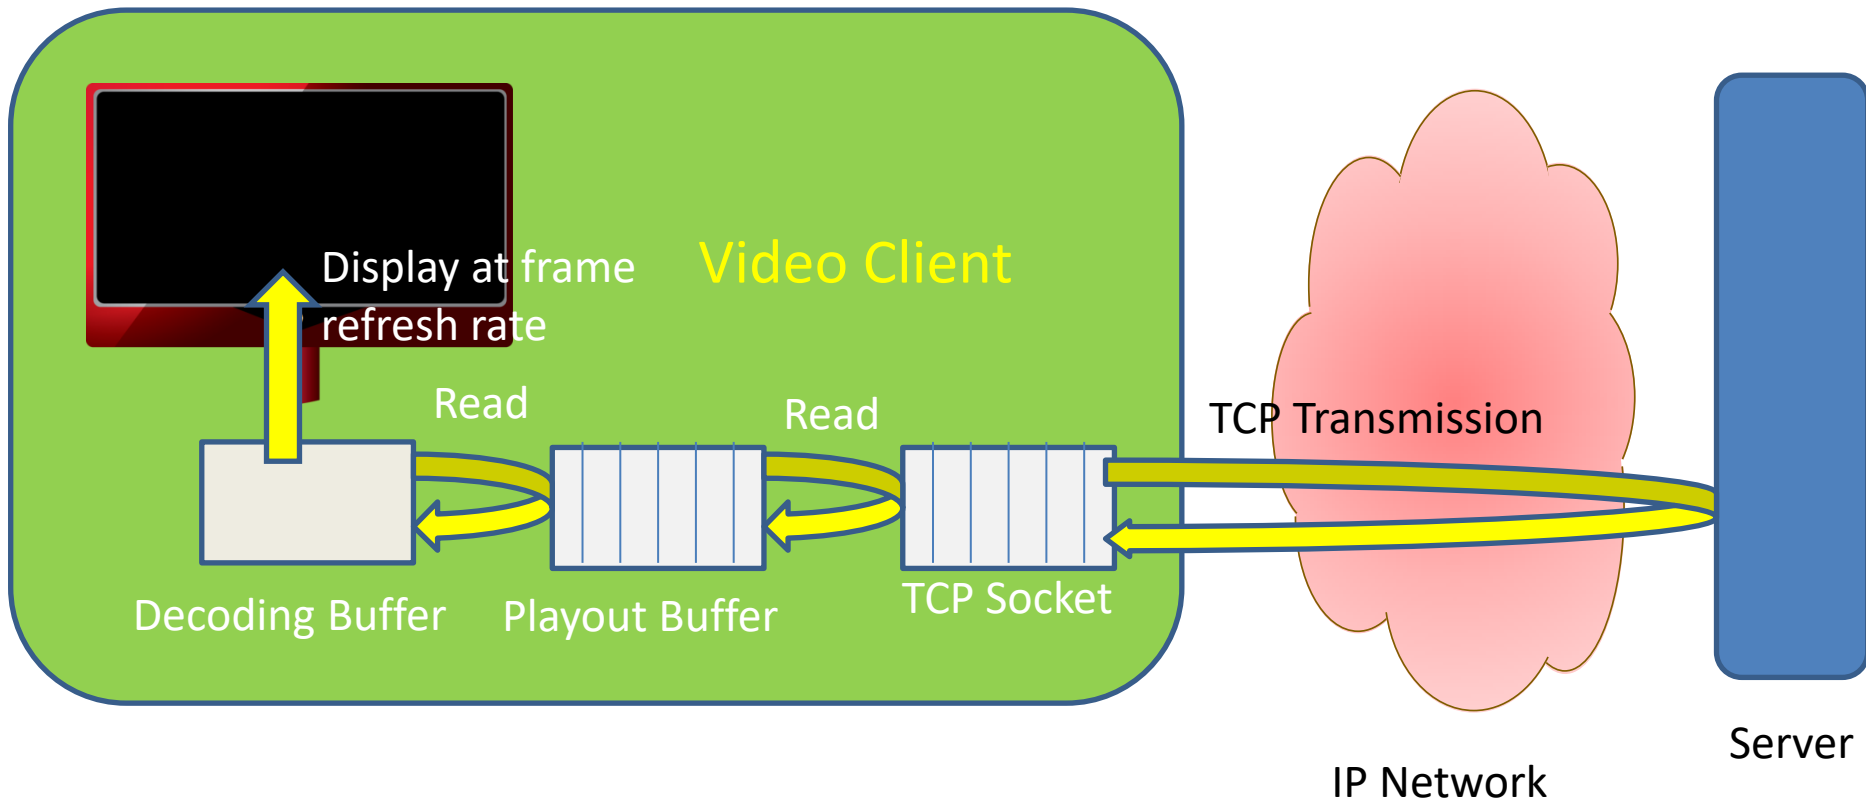 Display at frame
refresh rate
Video Client
Read
Read
TCP Transmission
Decoding Buffer
Playout Buffer
TCP Socket
Server
IP Network